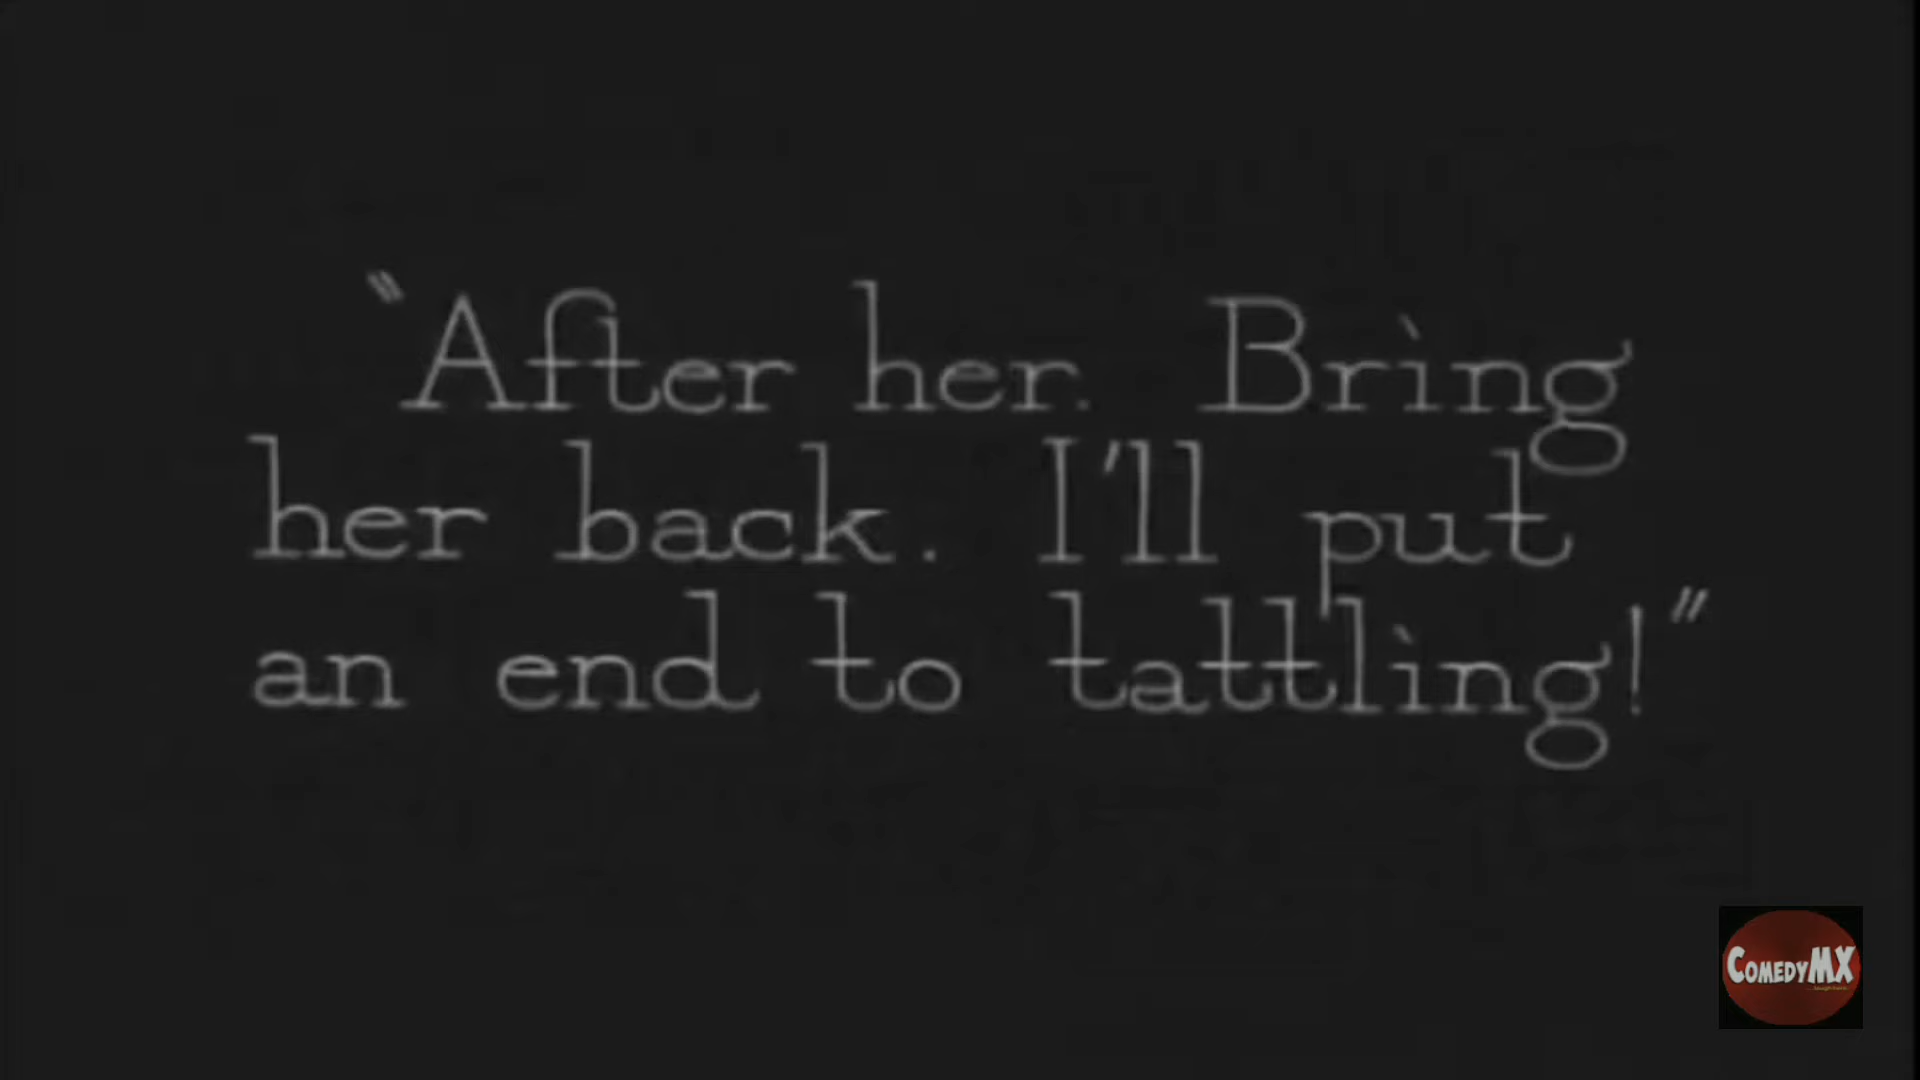 "After her. Bring
her back. I'll put
an end to tattling!"
COMEDYMX